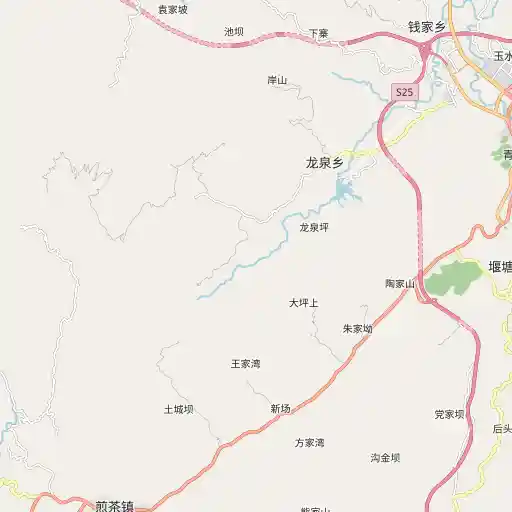 袁家坡
池坝
下寨
钱家乡
玉水
岸山
S25
青
龙泉乡
龙泉坪
堰塘
陶家山
大坪上
朱家坳
王家湾
土城坝
新场
党家坝
后头
方家湾
沟金坝
煎茶镇
熊家山